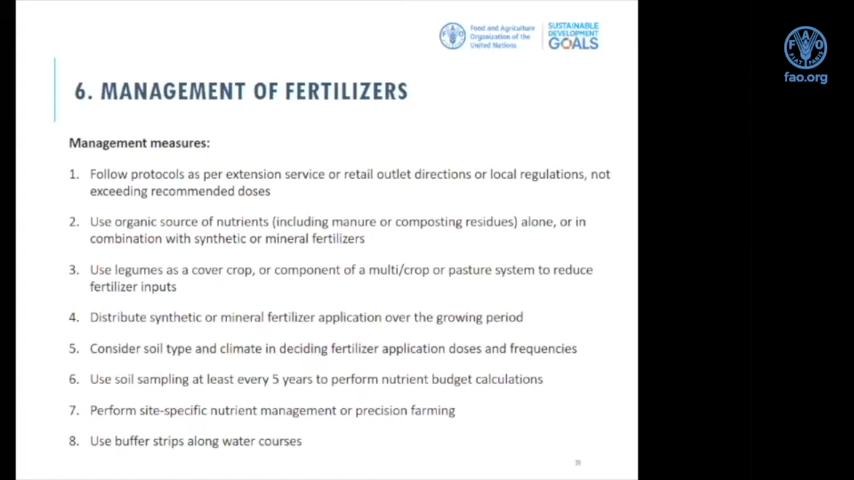 Food and Agriculture
Organization of the
United Nations
SUSTAINABLE
DEVELOPMENT
GOALS
FAO
FIAT PANIS
fao.org
6. MANAGEMENT OF FERTILIZERS
Management measures:
1. Follow protocols as per extension service or retail outlet directions or local regulations, not
exceeding recommended doses
2. Use organic source of nutrients (including manure or composting residues) alone, or in
combination with synthetic or mineral fertilizers
3. Use legumes as a cover crop, or component of a multi/crop or pasture system to reduce
fertilizer inputs
4. Distribute synthetic or mineral fertilizer application over the growing period
5. Consider soil type and climate in deciding fertilizer application doses and frequencies
6. Use soil sampling at least every 5 years to perform nutrient budget calculations
7. Perform site-specific nutrient management or precision farming
8. Use buffer strips along water courses